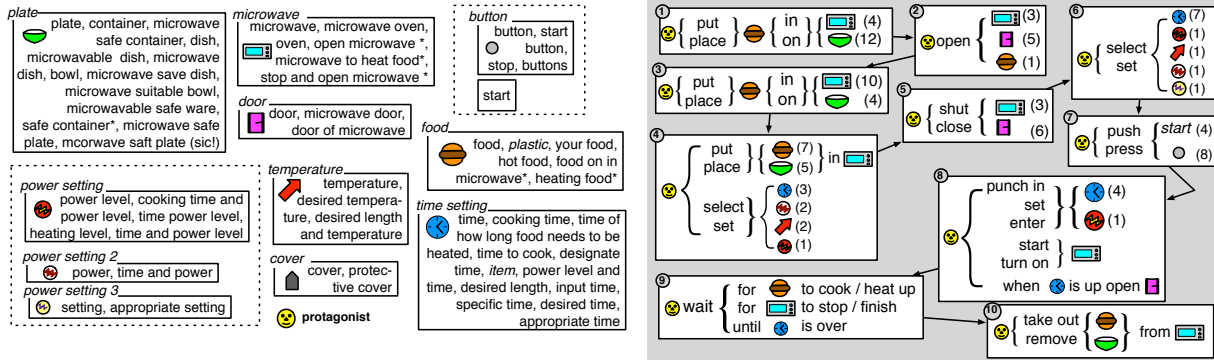 plate
plate, container, microwave
safe container, dish,
microwavable dish, microwave
dish, bowl, microwave save dish,
microwave suitable bowl,
microwavable safe ware,
safe container*, microwave safe
plate, mcorwave saft plate (sic!)
microwave
microwave, microwave oven,
oven, open microwave *,
microwave to heat food*,
stop and open microwave *
door
door, microwave door,
door of microwave
button
button, start
button,
stop, buttons
start
food
food, plastic, your food,
hot food, food on in
microwave*, heating food*
power setting
power level, cooking time and
power level, time power level,
heating level, time and power level
power setting 2
power, time and power
power setting 3
setting, appropriate setting
temperature
temperature,
desired tempera-
ture, desired length
and temperature
cover
cover, protec-
tive cover
protagonist
time setting
time, cooking time, time of
how long food needs to be
heated, time to cook, designate
time, item, power level and
time, desired length, input time,
specific time, desired time,
appropriate time
1
put in (4)
place on (12)
2
open (3)
(5)
(1)
3
put in (10)
place on (4)
4
put (7)
place (5) in
select (3)
set (2)
(2)
(1)
5
shut (3)
close (6)
6
select (7)
set (1)
(1)
(1)
(1)
7
push start (4)
press (8)
8
punch in
set (4)
enter (1)
start
turn on
when is up open
9
wait for to cook / heat up
for to stop / finish
until is over
10
take out
remove from